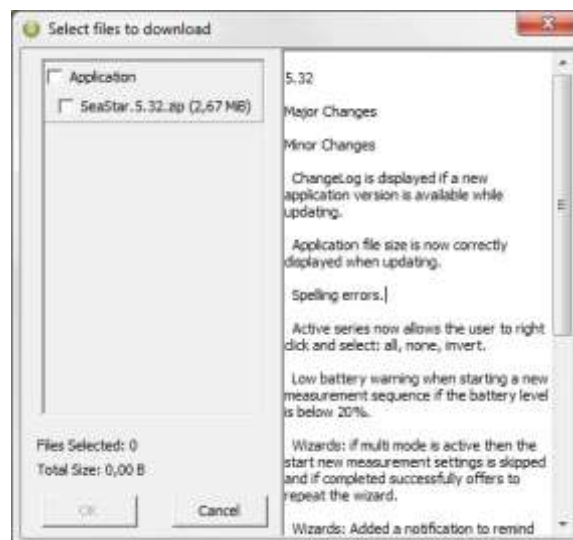 Select files to download
Application
SeaStar.5.32.zip (2,67 MiB)
Files Selected: 0
Total Size: 0,00 B
OK
Cancel
5.32
Major Changes
Minor Changes
ChangeLog is displayed if a new
application version is available while
updating.
Application file size is now correctly
displayed when updating.
Spelling errors.
Active series now allows the user to right
click and select: all, none, invert.
Low battery warning when starting a new
measurement sequence if the battery level
is below 20%.
Wizards: if multi mode is active then the
start new measurement settings is skipped
and if completed successfully offers to
repeat the wizard.
Wizards: Added a notification to remind